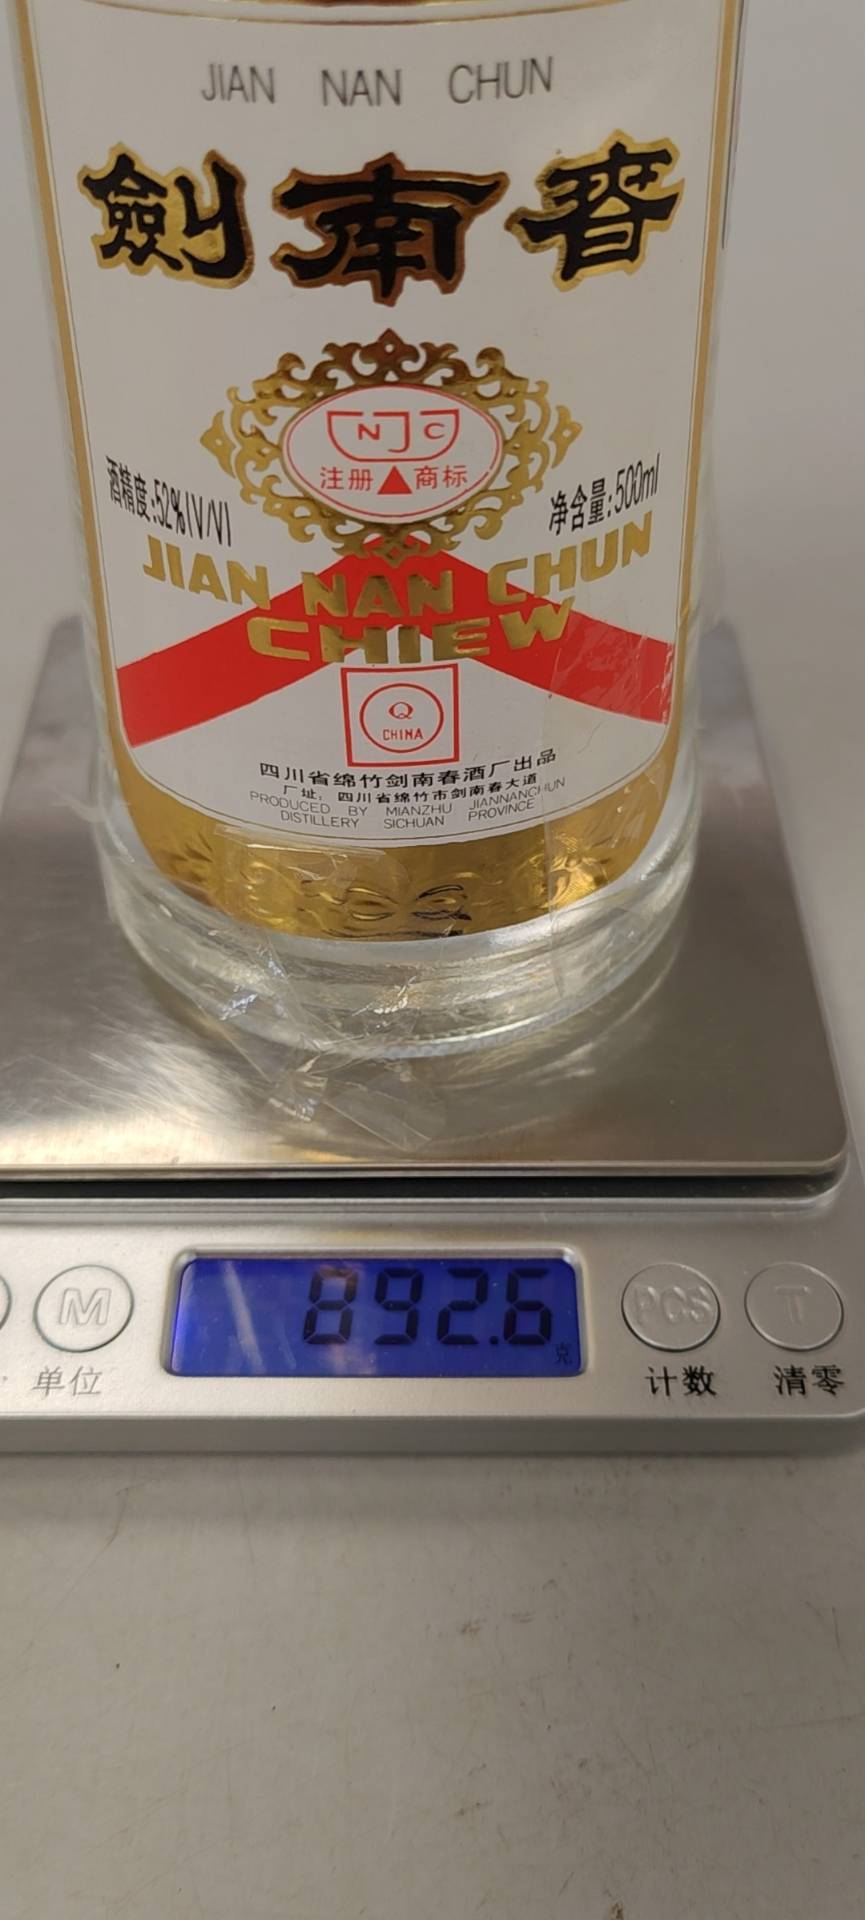 JIAN NAN CHUN
劍南春
NJC
注册 商标
酒精度:52%(V/V)
净含量:500ml
JIAN NAN CHUN
CHIEW
Q
CHINA
四川省绵竹剑南春酒厂出品
厂址:四川省绵竹市剑南春大道
PRODUCED BY MIANZHU JIANNANCHUN
DISTILLERY SICHUAN PROVINCE
892.6
克
M PCS T
单位 计数 清零